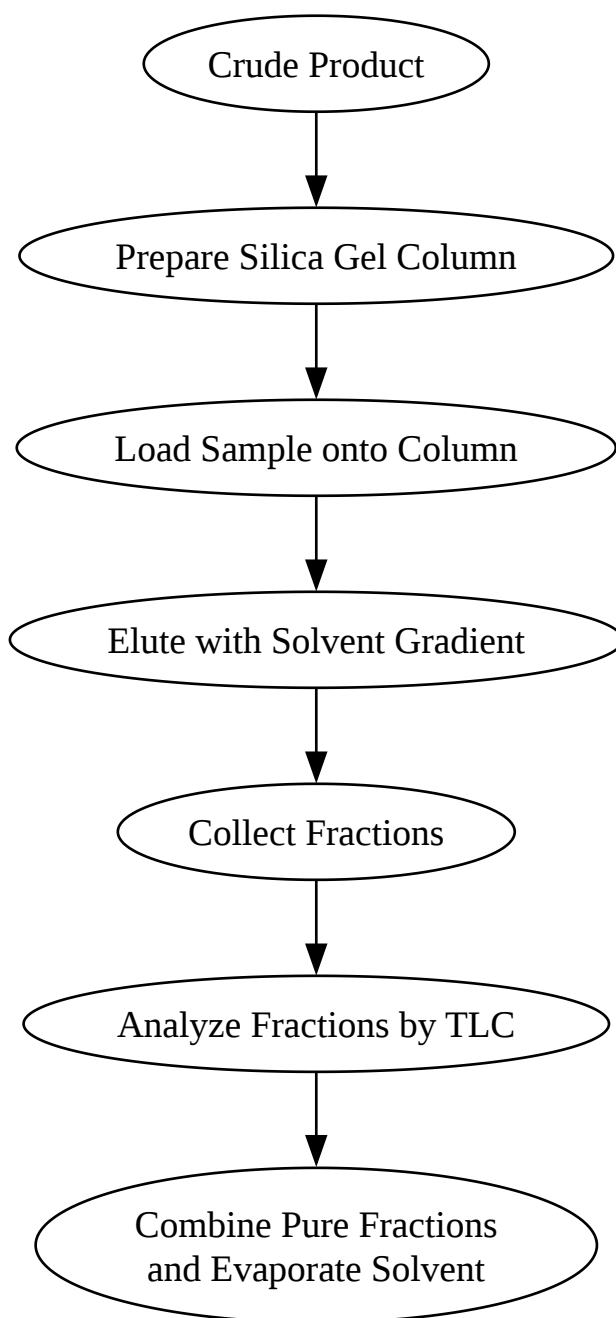 Crude Product
Prepare Silica Gel Column
Load Sample onto Column
Elute with Solvent Gradient
Collect Fractions
Analyze Fractions by TLC
Combine Pure Fractions
and Evaporate Solvent